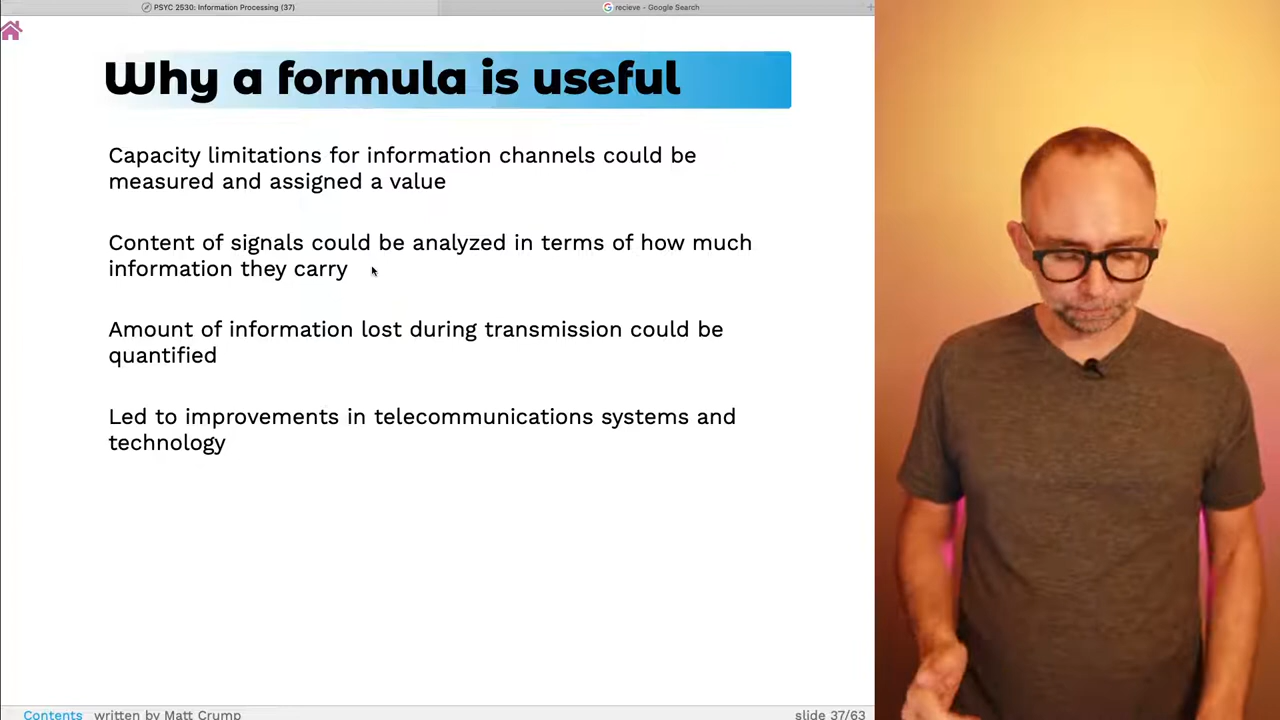 PSYC 2530: Information Processing (37)
recieve - Google Search
Why a formula is useful
Capacity limitations for information channels could be
measured and assigned a value
Content of signals could be analyzed in terms of how much
information they carry
Amount of information lost during transmission could be
quantified
Led to improvements in telecommunications systems and
technology
Contents written by Matt Crump
slide 37/63